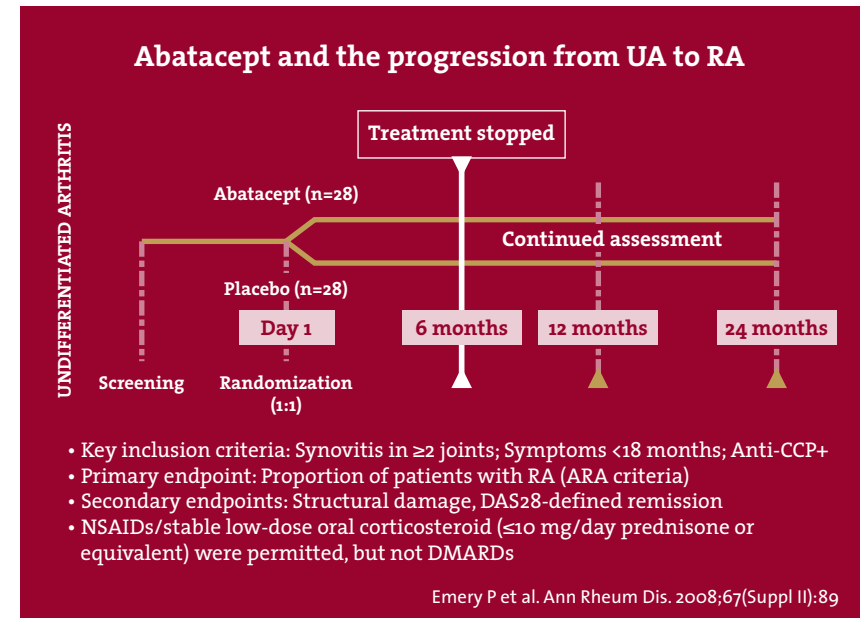 Abatacept and the progression from UA to RA
UNDIFFERENTIATED ARTHRITIS
Treatment stopped
Abatacept (n=28)
Continued assessment
Placebo (n=28)
Day 1
6 months
12 months
24 months
Screening
Randomization
(1:1)
• Key inclusion criteria: Synovitis in ≥2 joints; Symptoms <18 months; Anti-CCP+
• Primary endpoint: Proportion of patients with RA (ARA criteria)
• Secondary endpoints: Structural damage, DAS28-defined remission
• NSAIDs/stable low-dose oral corticosteroid (≤10 mg/day prednisone or
equivalent) were permitted, but not DMARDs
Emery P et al. Ann Rheum Dis. 2008;67(Suppl II):89